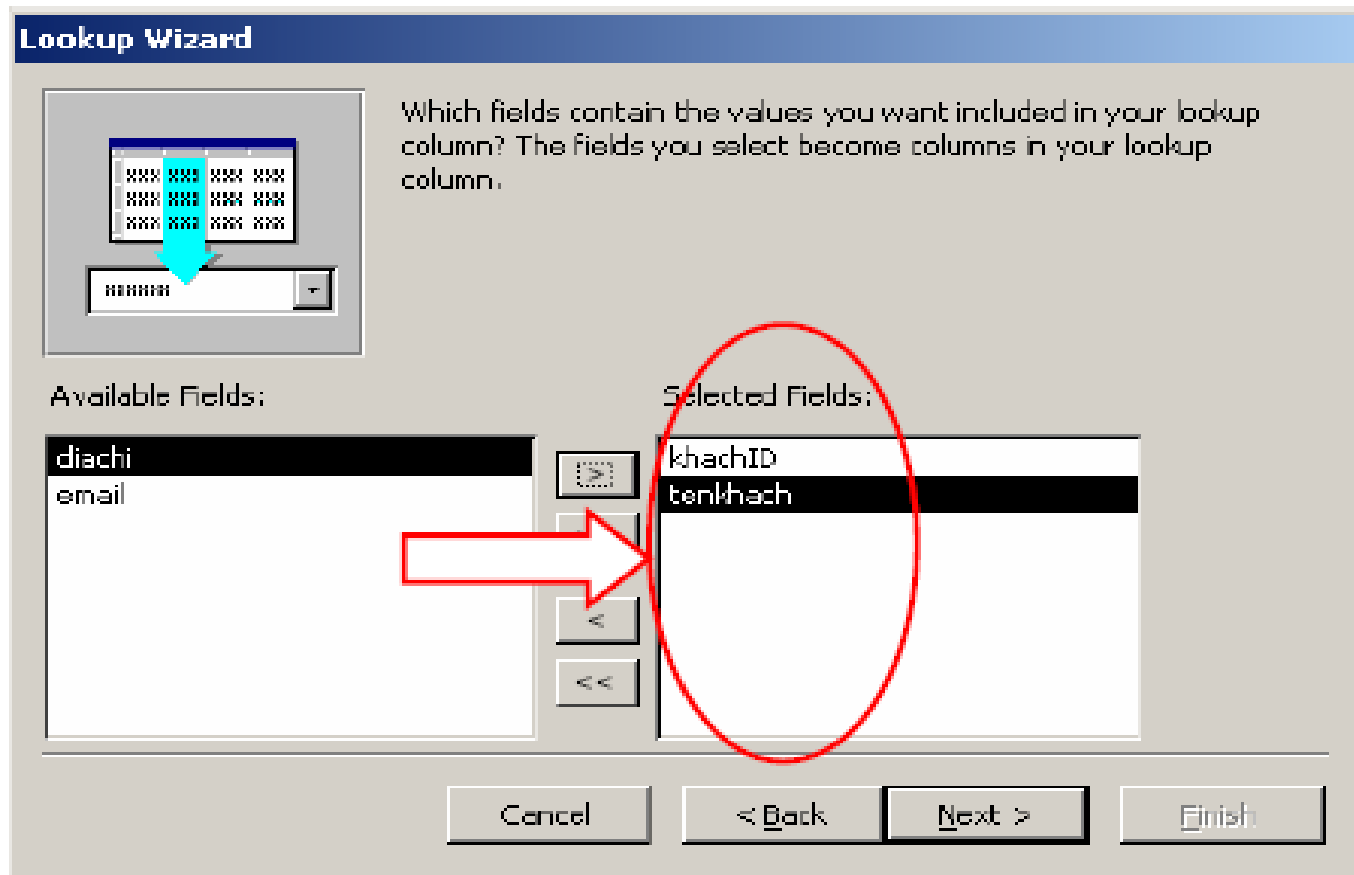 Lookup Wizard
Which fields contain the values you want included in your lookup
column? The fields you select become columns in your lookup
column.
Available Fields:
Selected Fields:
diachi
email
>
<
<<
khachID
tenkhach
Cancel
< Back
Next >
Finish